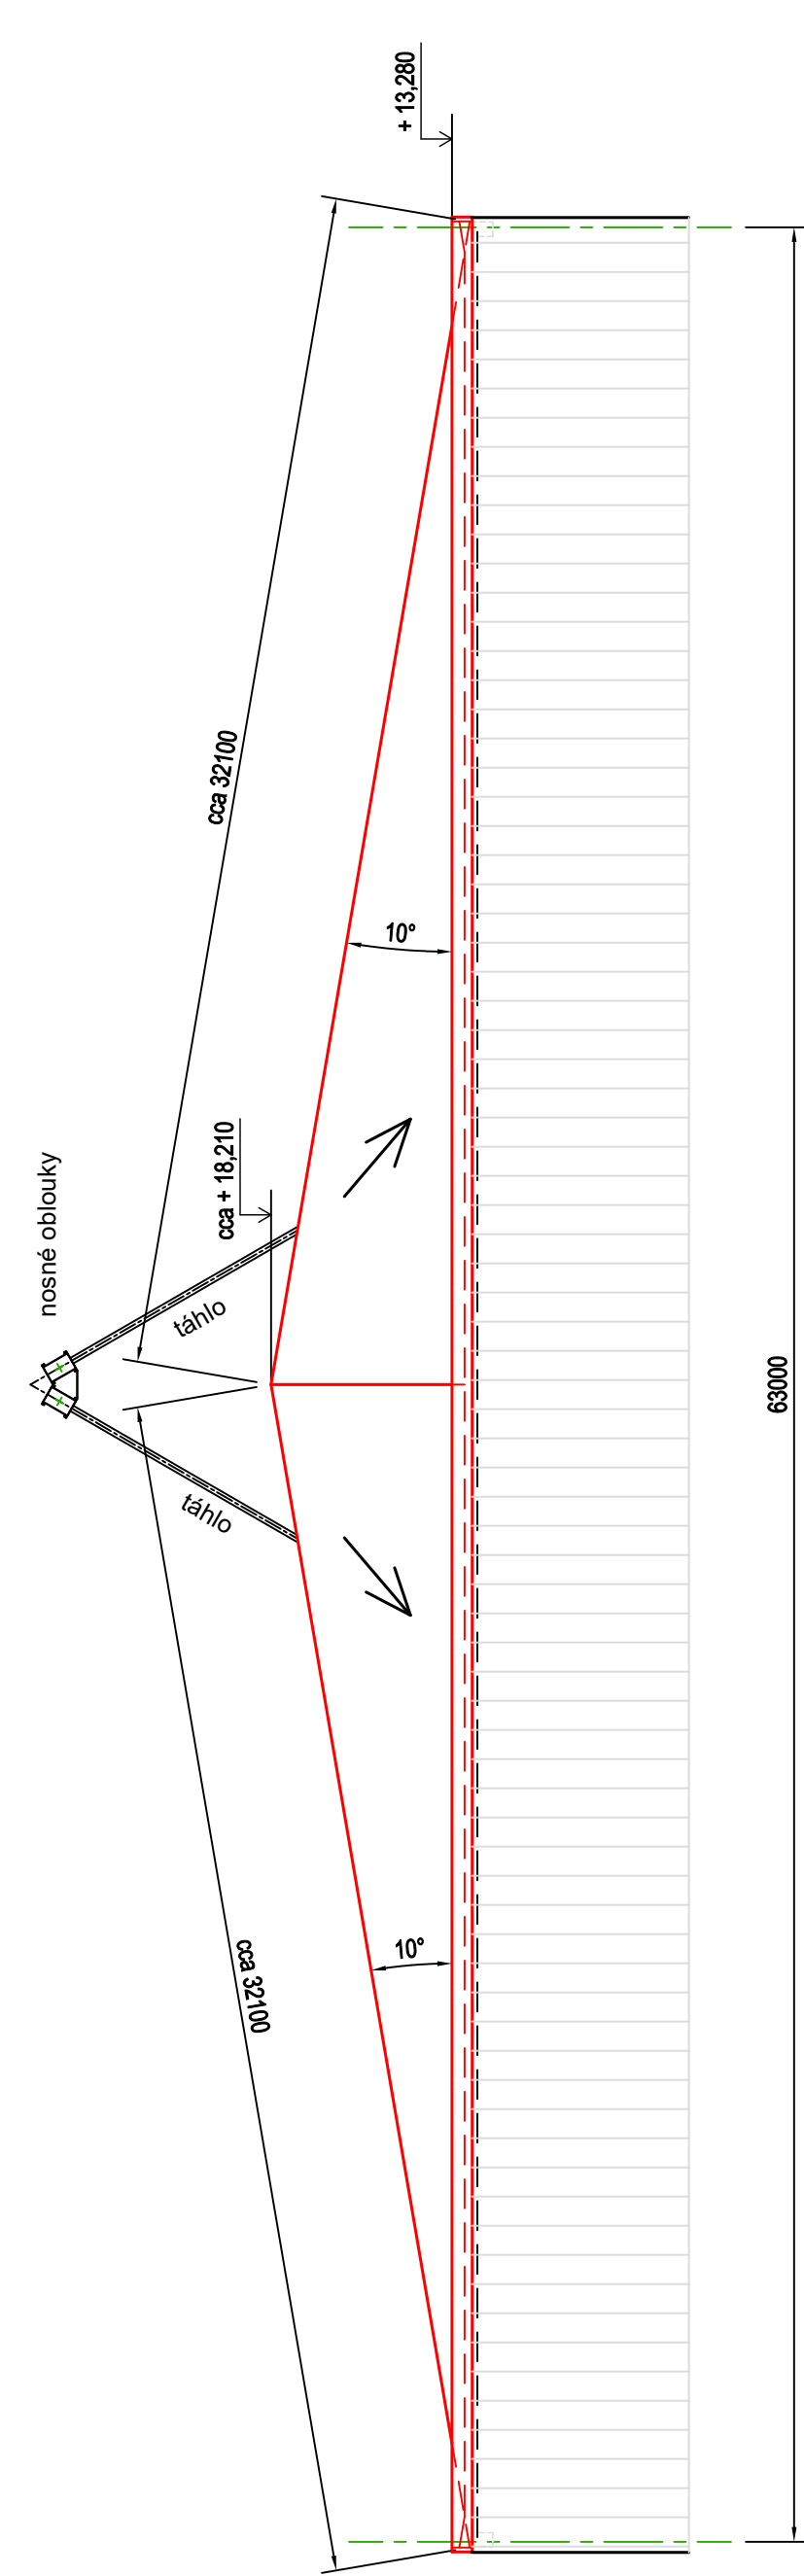 + 13,280
cca 32100
10°
cca + 18,210
nosné oblouky
táhlo
63000
táhlo
10°
cca 32100